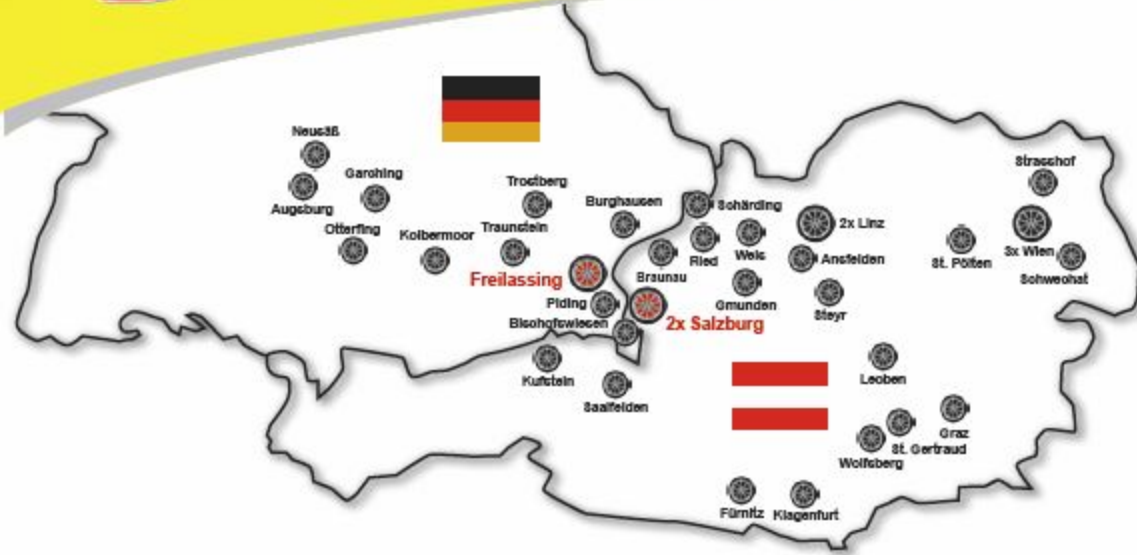 Neusäß
Augsburg
Garching
Otterfing
Kolbermoor
Trostberg
Traunstein
Freilassing
Piding
Bischofswiesen
Burghausen
Braunau
Schärding
Ried
Wels
Gmunden
2x Linz
Ansfelden
Steyr
2x Salzburg
Kufstein
Saalfelden
Strasshof
3x Wien
Schwechat
St. Pölten
Leoben
Graz
St. Gertraud
Wolfsberg
Fürnitz
Klagenfurt